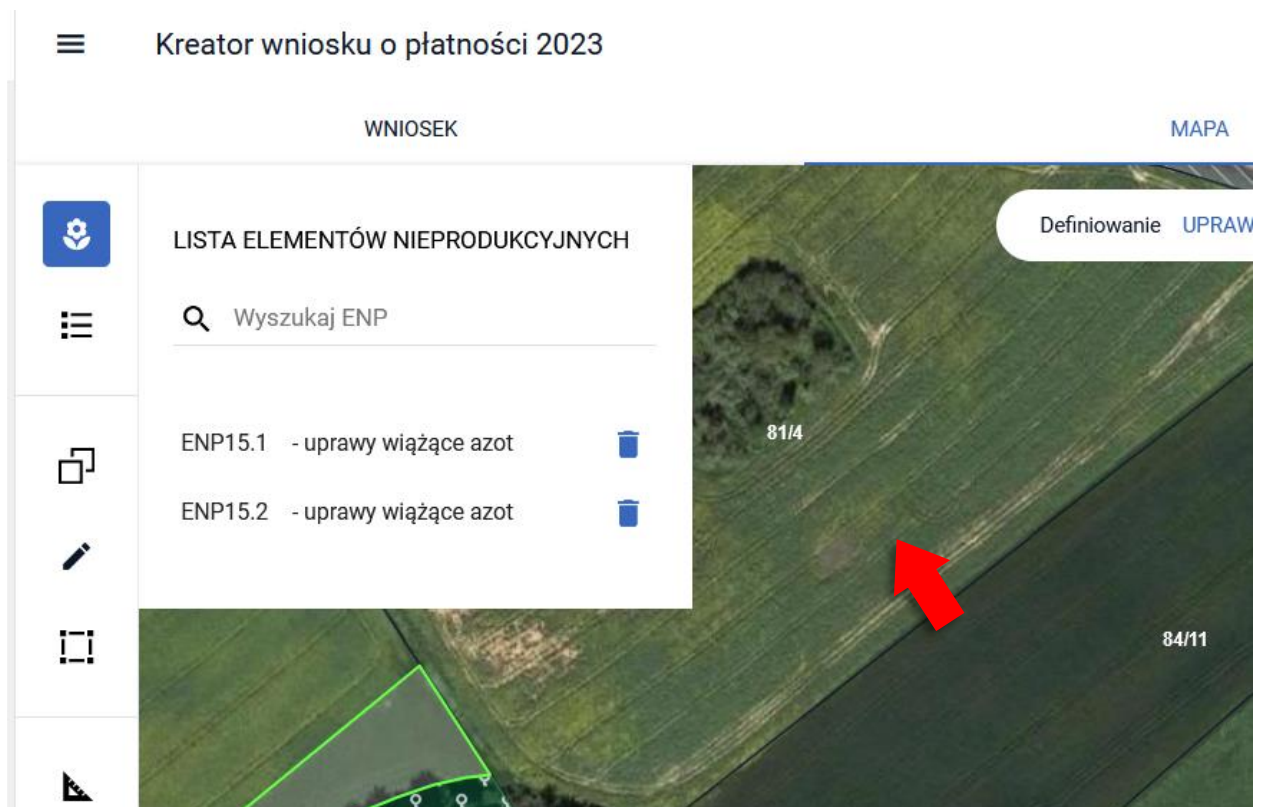 Kreator wniosku o płatności 2023
WNIOSEK
MAPA
LISTA ELEMENTÓW NIEPRODUKCYJNYCH
Definiowanie UPRAW
Wyszukaj ENP
ENP15.1 - uprawy wiążące azot
ENP15.2 - uprawy wiążące azot
81/4
84/11